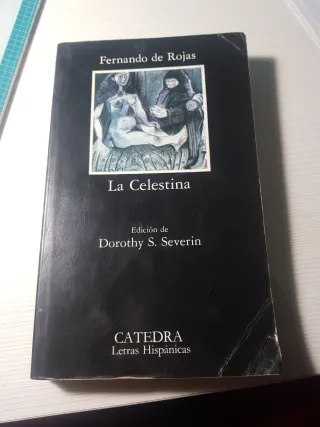 Fernando de Rojas
La Celestina
Edición de
Dorothy S. Severin
CATEDRA
Letras Hispánicas